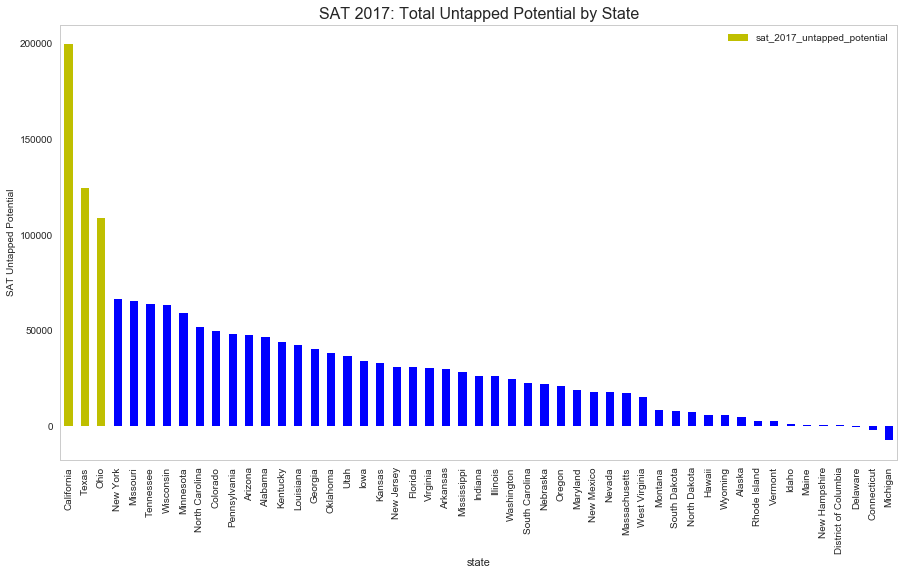 SAT 2017: Total Untapped Potential by State
sat_2017_untapped_potential
SAT Untapped Potential
200000
150000
100000
50000
0
California
Texas
Ohio
New York
Missouri
Tennessee
Wisconsin
Minnesota
North Carolina
Colorado
Pennsylvania
Arizona
Alabama
Kentucky
Louisiana
Georgia
Oklahoma
Utah
Iowa
Kansas
New Jersey
Florida
Virginia
Arkansas
Mississippi
Indiana
Illinois
Washington
South Carolina
Nebraska
Oregon
Maryland
New Mexico
Nevada
Massachusetts
West Virginia
Montana
South Dakota
North Dakota
Hawaii
Wyoming
Alaska
Rhode Island
Vermont
Idaho
Maine
New Hampshire
District of Columbia
Delaware
Connecticut
Michigan
state